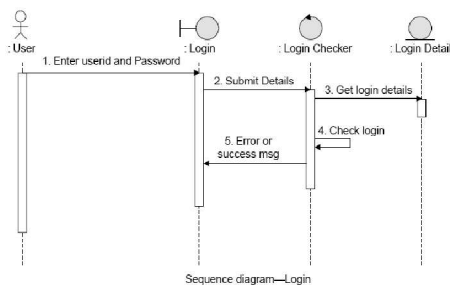 : User
: Login
: Login Checker
: Login Detail
1. Enter userid and Password
2. Submit Details
3. Get login details
4. Check login
5. Error or
success msg
Sequence diagram—Login